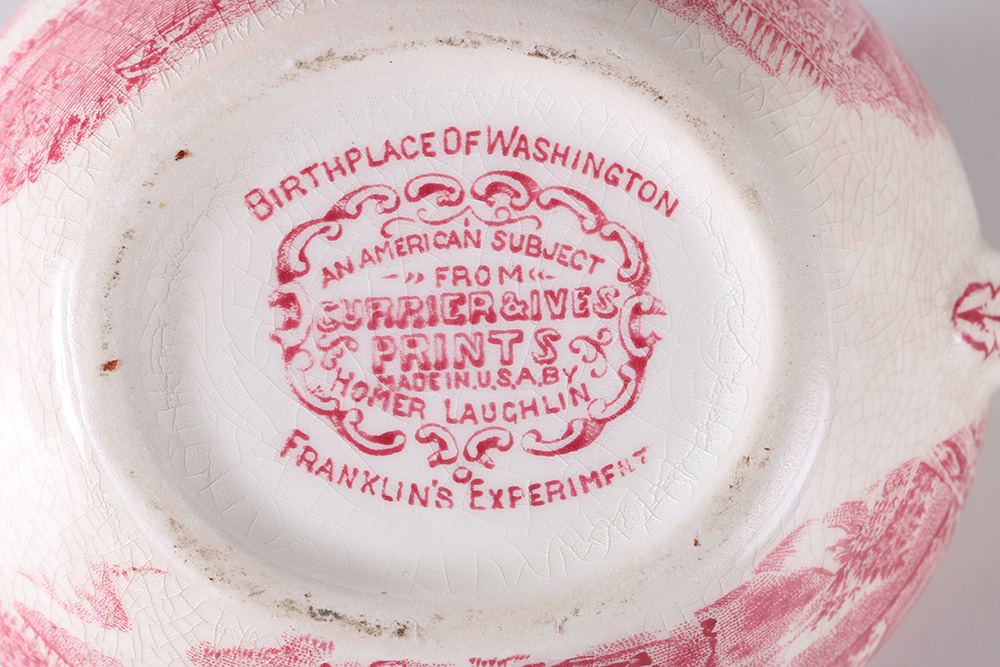 BIRTHPLACE OF WASHINGTON
AN AMERICAN SUBJECT
FROM
CURRIER & IVES
PRINTS
MADE IN U.S.A. BY
HOMER LAUGHLIN
FRANKLIN'S EXPERIMENT